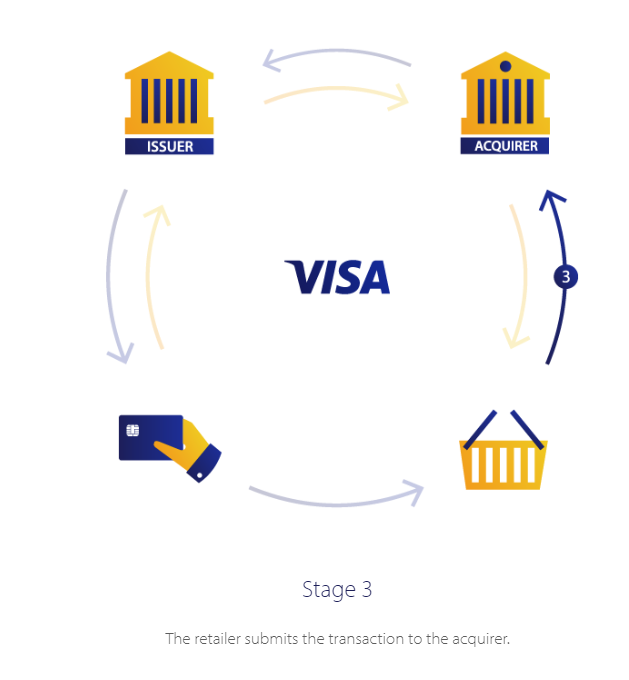 ISSUER
ACQUIRER
VISA
3
Stage 3
The retailer submits the transaction to the acquirer.